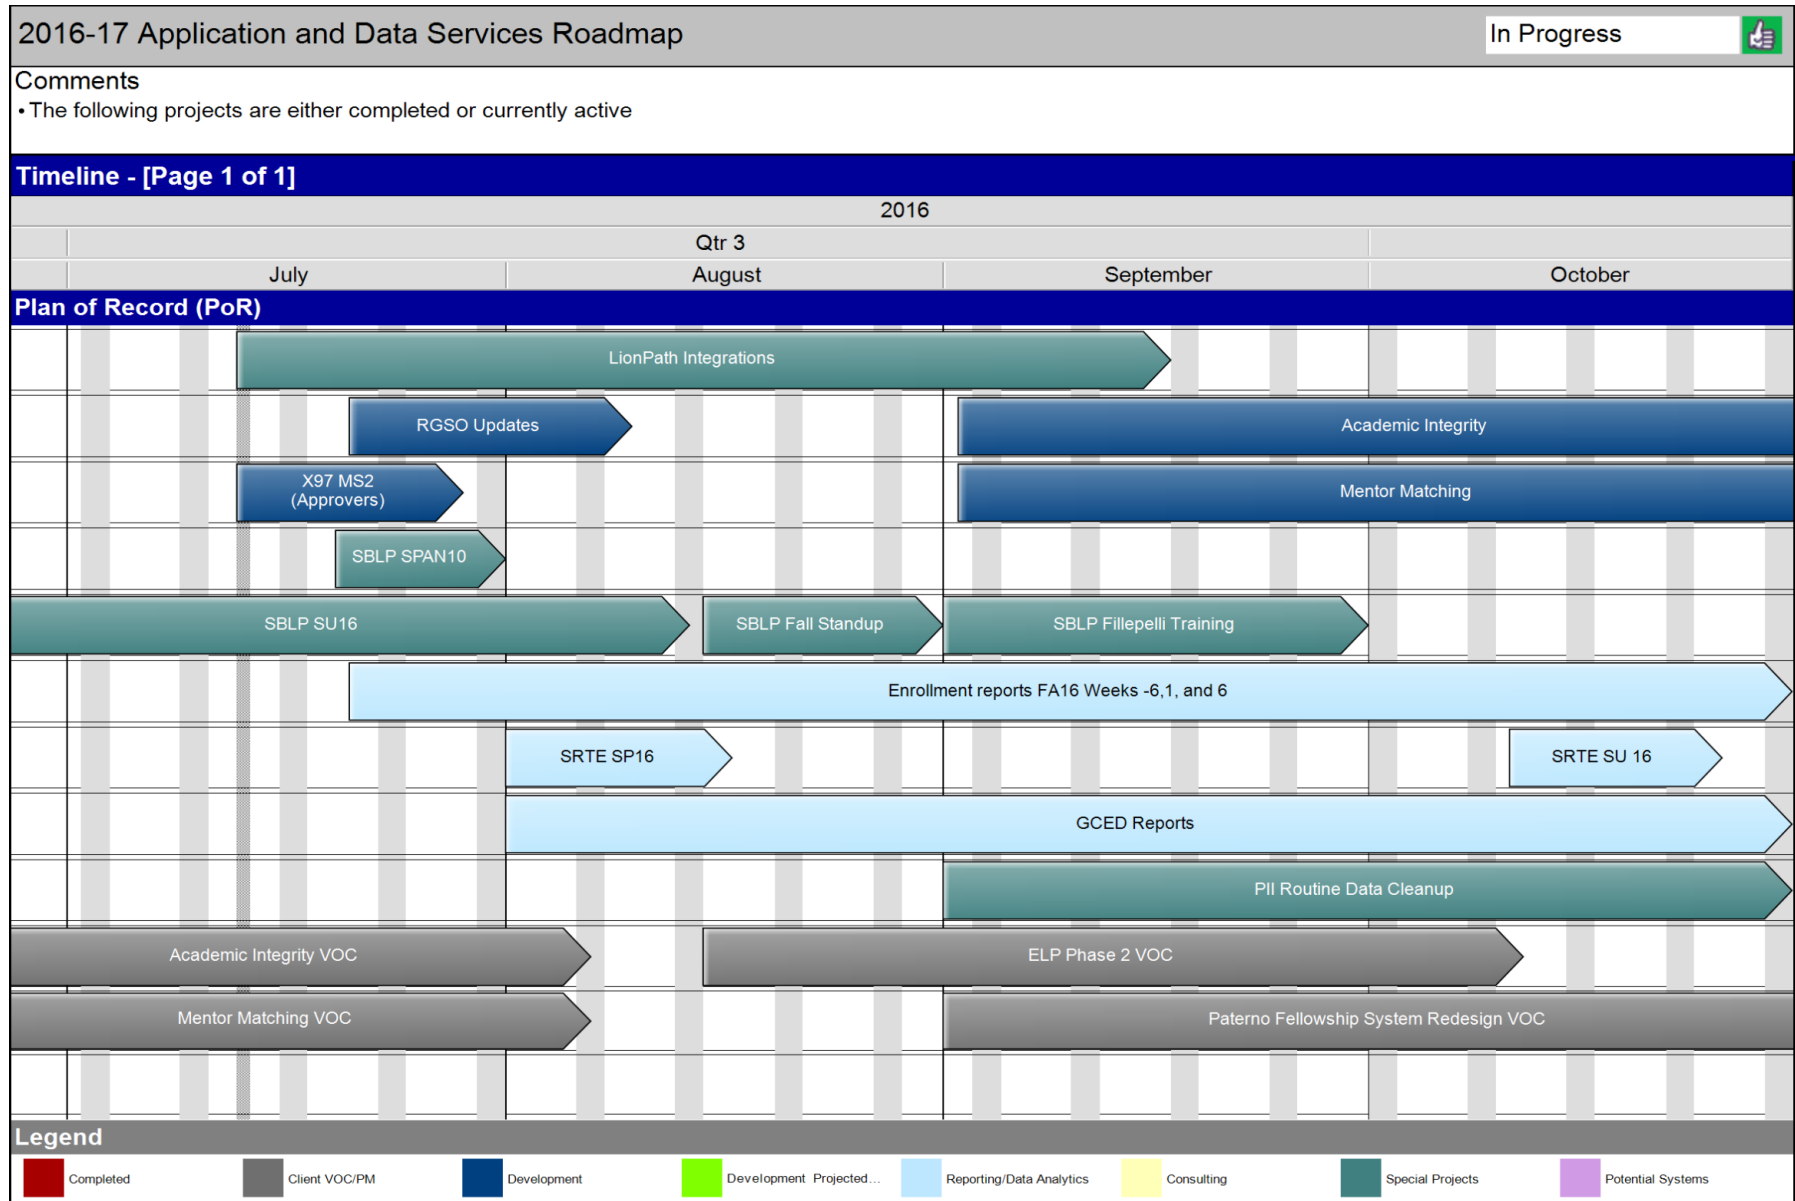 2016-17 Application and Data Services Roadmap
In Progress
Comments
• The following projects are either completed or currently active
Timeline - [Page 1 of 1]
2016
Qtr 3
July August September October
Plan of Record (PoR)
LionPath Integrations
RGSO Updates Academic Integrity
X97 MS2
(Approvers)
Mentor Matching
SBLP SPAN10
SBLP SU16 SBLP Fall Standup SBLP Fillepelli Training
Enrollment reports FA16 Weeks -6,1, and 6
SRTE SP16 SRTE SU 16
GCED Reports
PII Routine Data Cleanup
Academic Integrity VOC ELP Phase 2 VOC
Mentor Matching VOC Paterno Fellowship System Redesign VOC
Legend
Completed Client VOC/PM Development Development Projected... Reporting/Data Analytics Consulting Special Projects Potential Systems